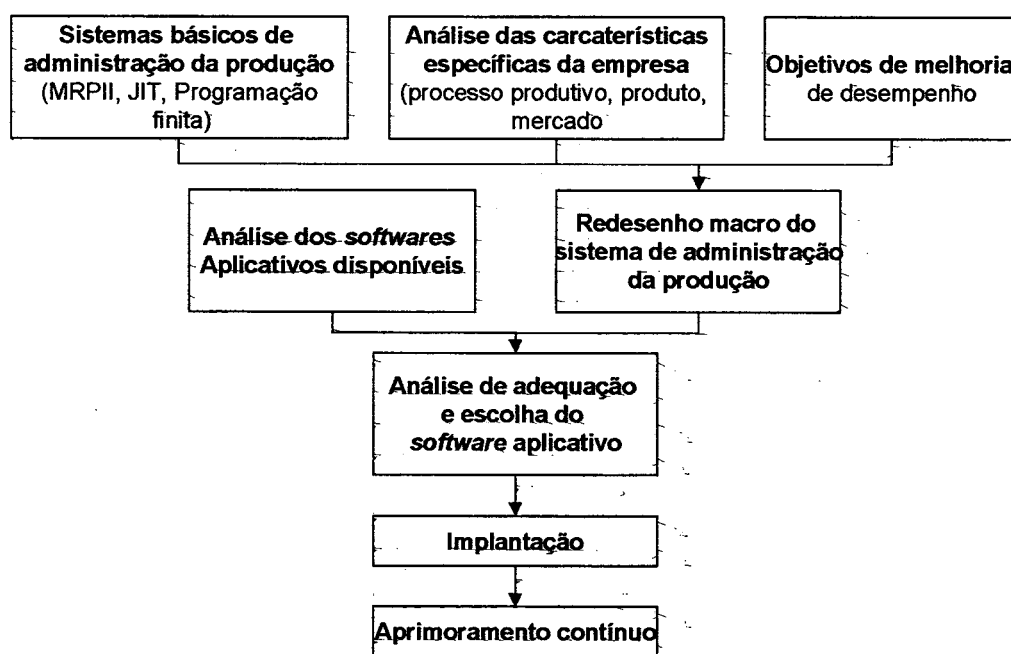 Sistemas básicos de
administração da produção
(MRPII, JIT, Programação
finita)
Análise das carcaterísticas
específicas da empresa
(processo produtivo, produto,
mercado
Objetivos de melhoria
de desempenho
Análise dos softwares
Aplicativos disponíveis
Redesenho macro do
sistema de administração
da produção
Análise de adequação
e escolha do
software aplicativo
Implantação
Aprimoramento contínuo